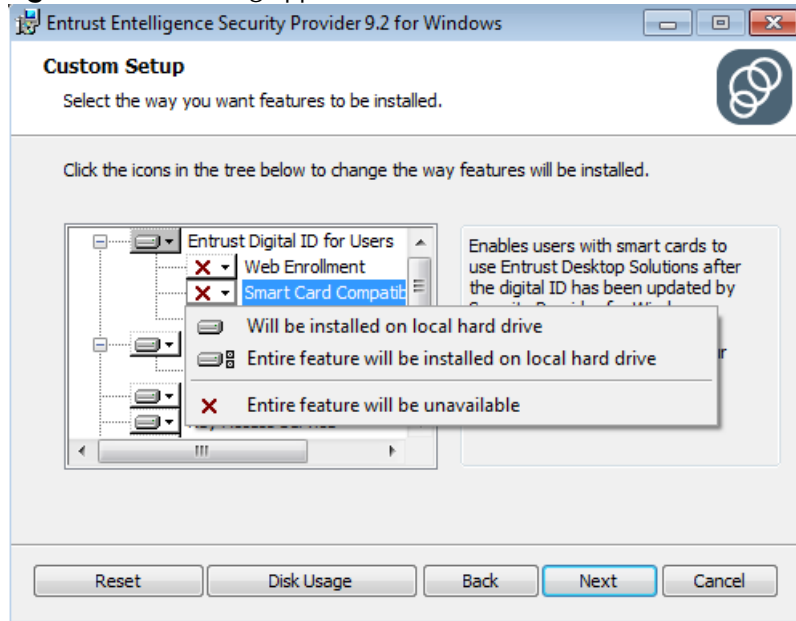 Entrust Intelligence Security Provider 9.2 for Windows
Custom Setup
Select the way you want features to be installed.
Click the icons in the tree below to change the way features will be installed.
Entrust Digital ID for Users
Web Enrollment
Smart Card Compatib
Enables users with smart cards to
use Entrust Desktop Solutions after
the digital ID has been updated by
Will be installed on local hard drive
Entire feature will be installed on local hard drive
Entire feature will be unavailable
Reset
Disk Usage
Back
Next
Cancel